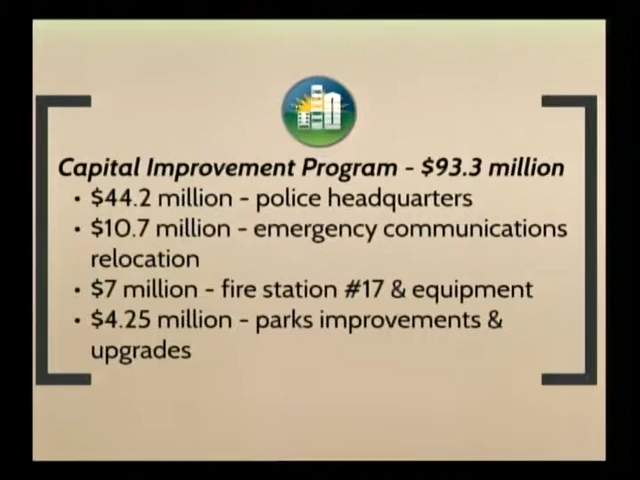 Capital Improvement Program - $93.3 million
• $44.2 million - police headquarters
• $10.7 million - emergency communications
relocation
• $7 million - fire station #17 & equipment
• $4.25 million - parks improvements &
upgrades